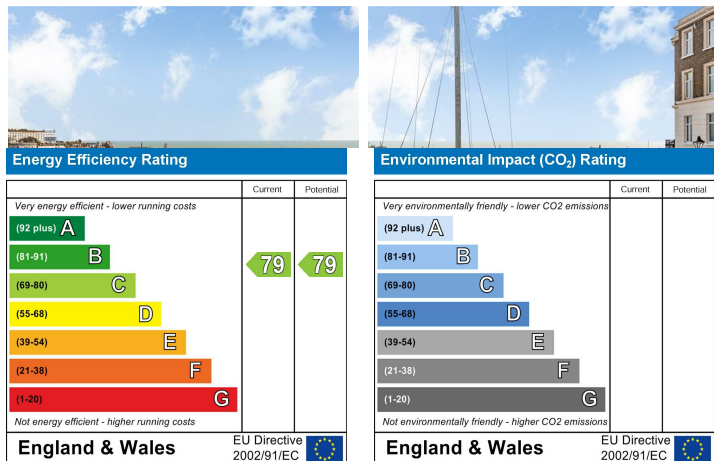 Energy Efficiency Rating
Current Potential
Very energy efficient - lower running costs
(92 plus) A
(81-91) B
(69-80) C
(55-68) D
(39-54) E
(21-38) F
(1-20) G
79 79
Not energy efficient - higher running costs
England & Wales
EU Directive
2002/91/EC
Environmental Impact (CO₂) Rating
Current Potential
Very environmentally friendly - lower CO2 emissions
(92 plus) A
(81-91) B
(69-80) C
(55-68) D
(39-54) E
(21-38) F
(1-20) G
Not environmentally friendly - higher CO2 emissions
England & Wales
EU Directive
2002/91/EC